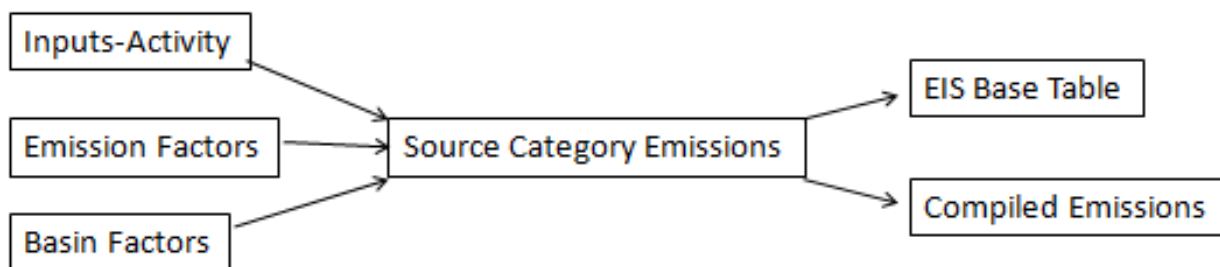 Inputs-Activity
Emission Factors
Basin Factors
Source Category Emissions
EIS Base Table
Compiled Emissions